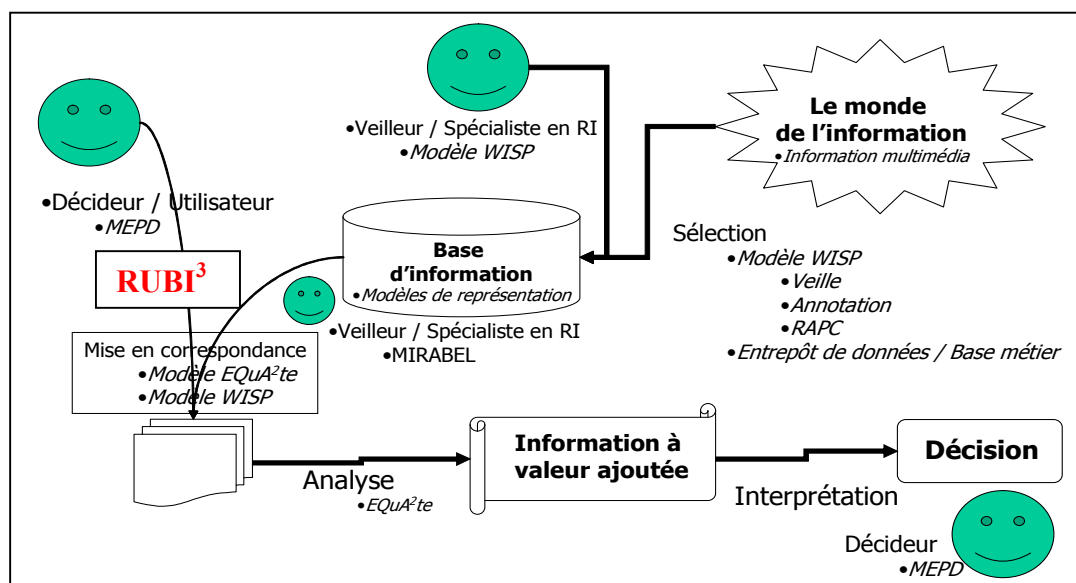 •Veilleur / Spécialiste en RI
•Modèle WISP
Le monde
de l'information
•Information multimédia
•Décideur / Utilisateur
•MEPD
RUBI³
Base
d'information
•Modèles de représentation
Sélection
•Modèle WISP
•Veille
•Annotation
•RAPC
•Entrepôt de données / Base métier
•Veilleur / Spécialiste en RI
•MIRABEL
Mise en correspondance
•Modèle EQuA²te
•Modèle WISP
Analyse
•EQuA²te
Information à
valeur ajoutée
Interprétation
Décision
Décideur
•MEPD